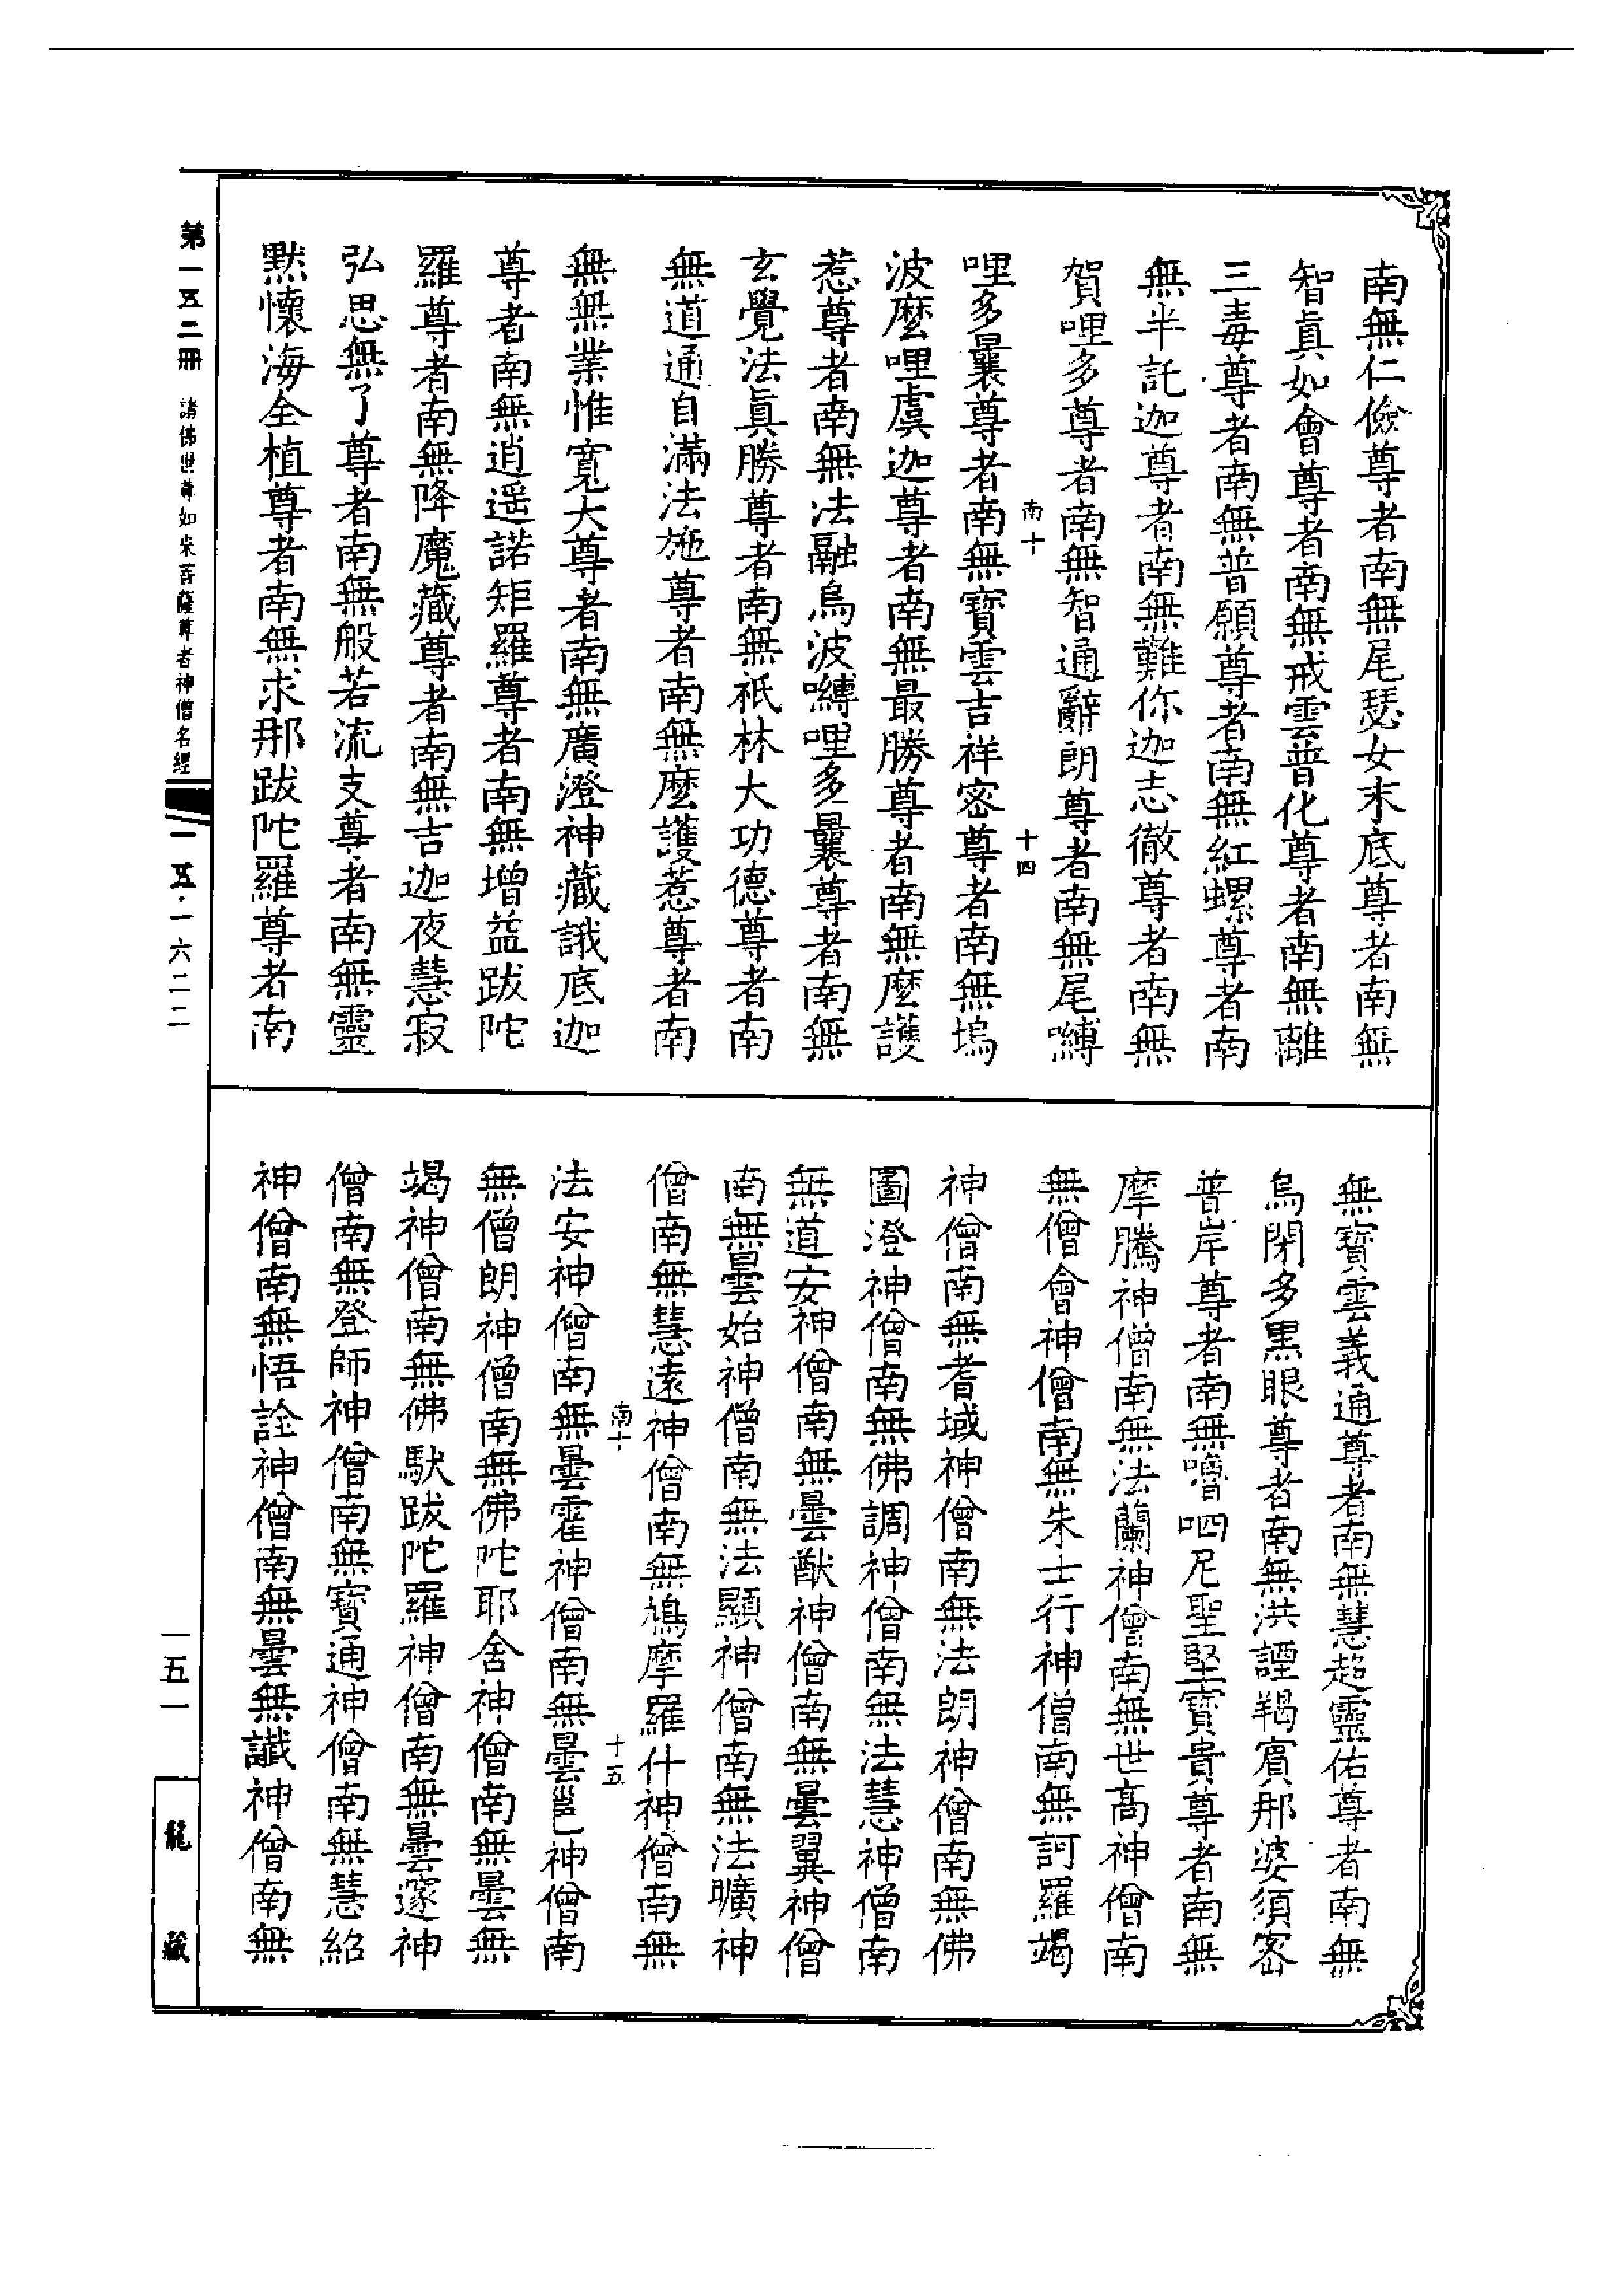 南無仁儉尊者南無尾瑟女末底尊者南無
智眞如會尊者南無戒雲普化尊者南無離
三毒尊者南無普願尊者南無紅螺尊者南
無半託迦尊者南無難你迦志徹尊者南無
賀哩多尊者南無智通辭朗尊者南無尾嚩
南十
十四
哩多曩尊者南無寶雲吉祥密尊者南無塢
波麼哩虞迦尊者南無最勝尊者南無麼護
惹尊者南無法融烏波嚩哩多曩尊者南無
玄覺法眞勝尊者南無祇林大功德尊者南
無道通自滿法施尊者南無麼護惹尊者南
無無業惟寬大尊者南無廣澄神藏誐底迦
尊者南無逍遥諾矩羅尊者南無增益跋陀
羅尊者南無降魔藏尊者南無吉迦夜慧寂
弘思無了尊者南無般若流支尊者南無靈
黙懷海全植尊者南無求那跋陀羅尊者南
無寶雲義通尊者南無慧超靈佑尊者南無
烏閉多黒眼尊者南無洪諲羯賓那婆須密
普岸尊者南無嚕呬尼聖堅寶貴尊者南無
摩騰神僧南無法蘭神僧南無世高神僧南
無僧會神僧南無朱士行神僧南無訶羅竭
神僧南無耆域神僧南無法朗神僧南無佛
圖澄神僧南無佛調神僧南無法慧神僧南
無道安神僧南無曇猷神僧南無曇翼神僧
南無曇始神僧南無法顯神僧南無法曠神
僧南無慧遠神僧南無鳩摩羅什神僧南無
南十
十五
法安神僧南無曇霍神僧南無曇邕神僧南
無僧朗神僧南無佛陀耶舍神僧南無曇無
竭神僧南無佛馱跋陀羅神僧南無曇邃神
僧南無登師神僧南無寶通神僧南無慧紹
神僧南無悟詮神僧南無曇無讖神僧南無
第一五二冊 諸佛世尊如來菩薩尊者神僧名經
一五·一六二二
一五一
龍藏